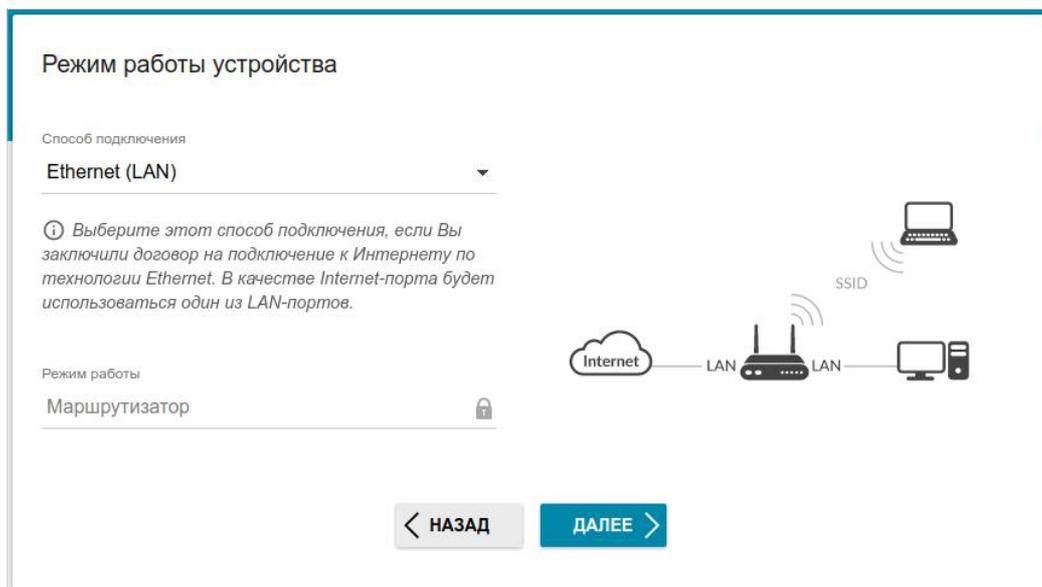 Режим работы устройства
Способ подключения
Ethernet (LAN)
Выберите этот способ подключения, если Вы
заключили договор на подключение к Интернету по
технологии Ethernet. В качестве Internet-порта будет
использоваться один из LAN-портов.
SSID
Internet
LAN
LAN
Режим работы
Маршрутизатор
НАЗАД
ДАЛЕЕ